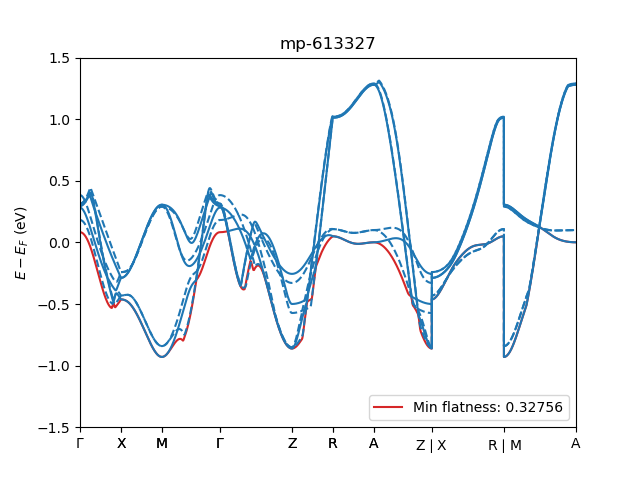 mp-613327
E − E_F (eV)
1.5
1.0
0.5
0.0
−0.5
−1.0
−1.5
Γ X M Γ Z R A Z | X R | M A
Min flatness: 0.32756